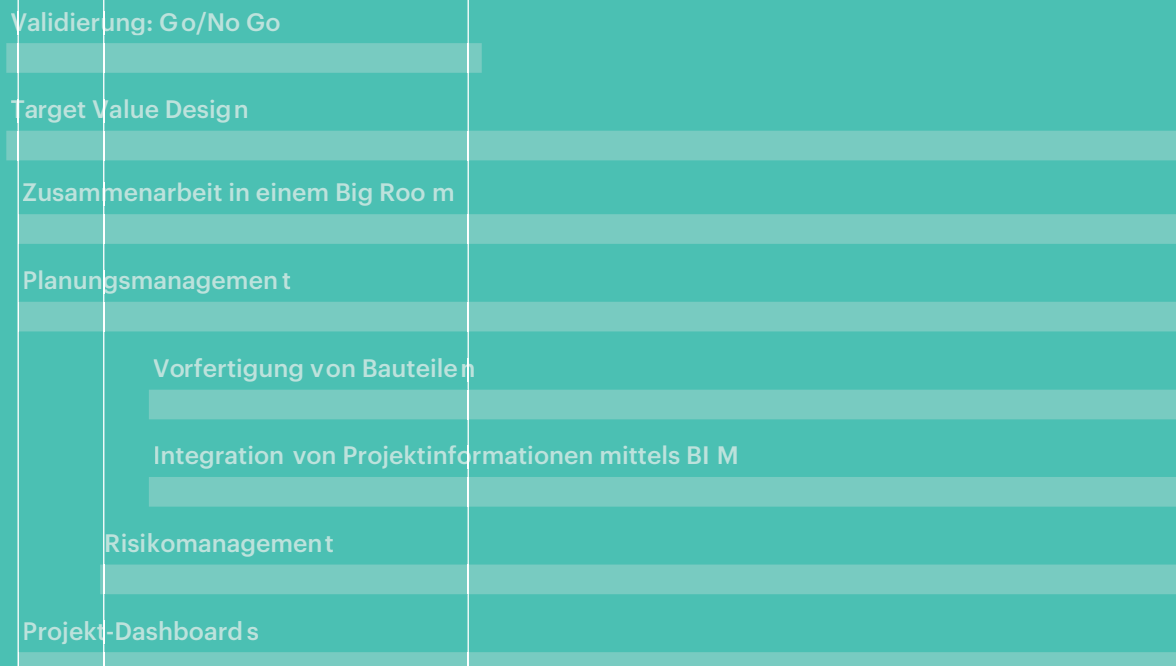 Validierung: Go/No Go
Target Value Design
Zusammenarbeit in einem Big Room
Planungsmanagement
Vorfertigung von Bauteilen
Integration von Projektinformationen mittels BIM
Risikomanagement
Projekt-Dashboards